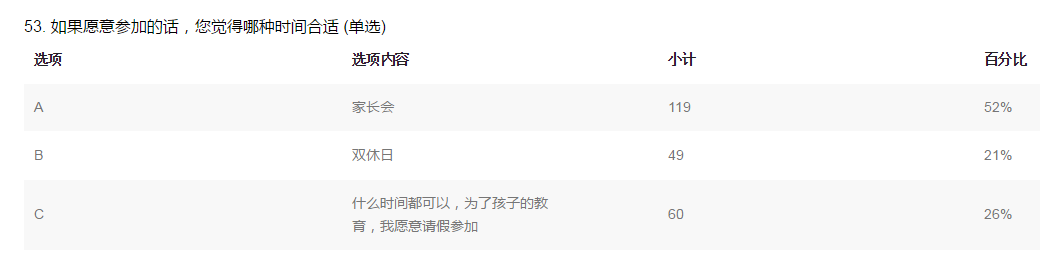 53. 如果愿意参加的话，您觉得哪种时间合适 (单选)
选项 选项内容 小计 百分比
A 家长会 119 52%
B 双休日 49 21%
C 什么时间都可以，为了孩子的教 60 26%
育，我愿意请假参加